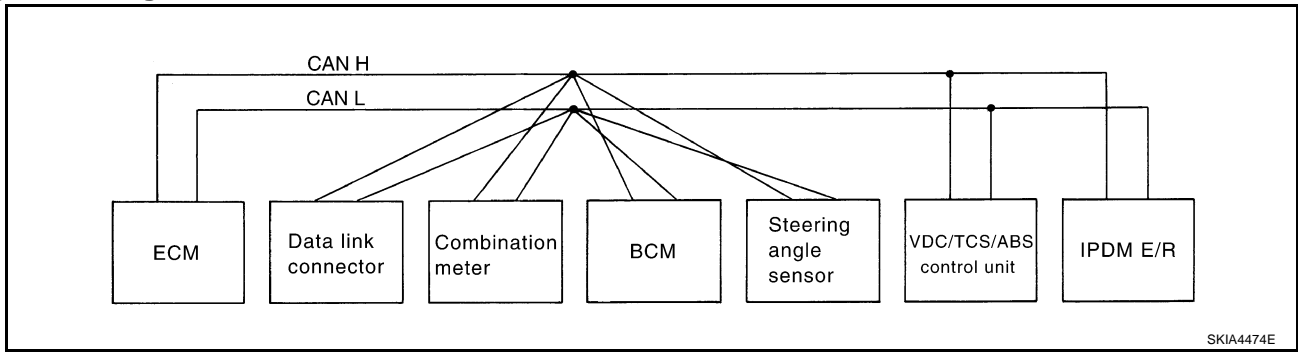 CAN H
CAN L
ECM
Data link
connector
Combination
meter
BCM
Steering
angle
sensor
VDC/TCS/ABS
control unit
IPDM E/R
SKIA4474E